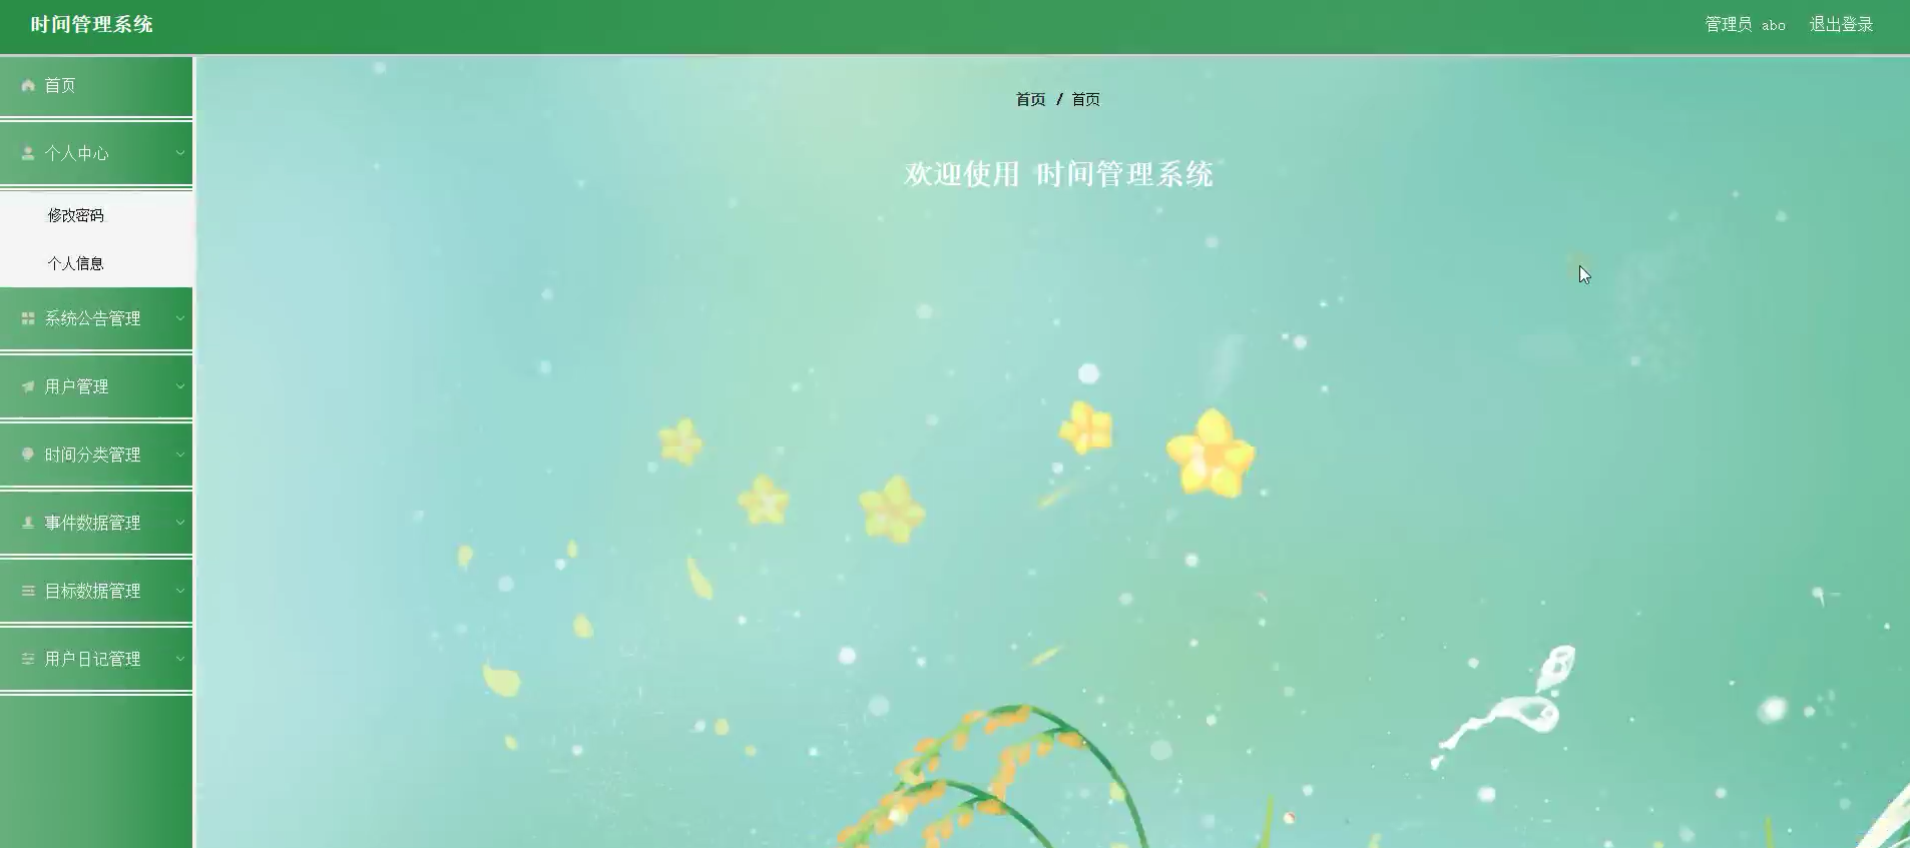 时间管理系统
管理员 abo 退出登录
首页
个人中心
修改密码
个人信息
系统公告管理
用户管理
时间分类管理
事件数据管理
目标数据管理
用户日记管理
首页 / 首页
欢迎使用 时间管理系统